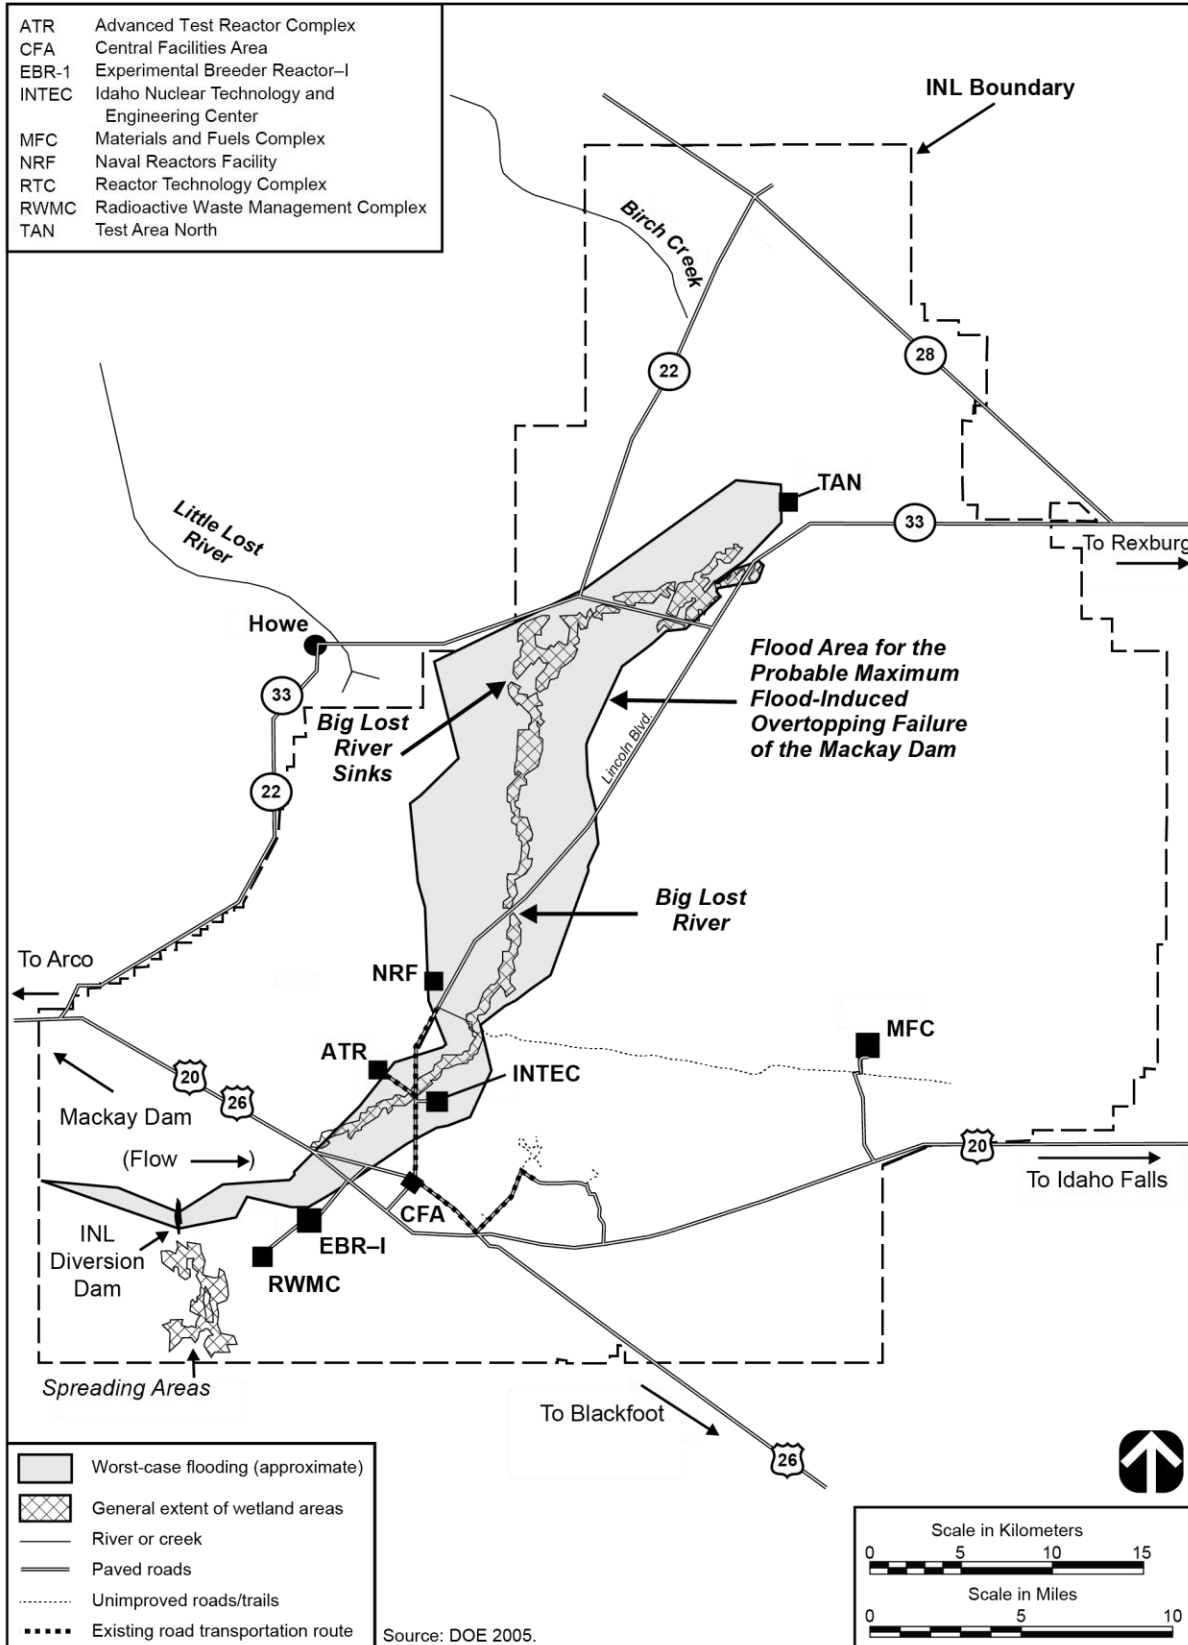 ATR Advanced Test Reactor Complex
CFA Central Facilities Area
EBR-1 Experimental Breeder Reactor–I
INTEC Idaho Nuclear Technology and
Engineering Center
MFC Materials and Fuels Complex
NRF Naval Reactors Facility
RTC Reactor Technology Complex
RWMC Radioactive Waste Management Complex
TAN Test Area North
INL Boundary
Birch Creek
22
28
TAN
33
To Rexburg
Little Lost
River
Howe
33
22
Big Lost
River
Sinks
Flood Area for the
Probable Maximum
Flood-Induced
Overtopping Failure
of the Mackay Dam
Lincoln Blvd.
Big Lost
River
To Arco
NRF
ATR
INTEC
MFC
20
26
Mackay Dam
(Flow )
20
To Idaho Falls
INL
Diversion
Dam
CFA
EBR–I
RWMC
Spreading Areas
To Blackfoot
26
Worst-case flooding (approximate)
General extent of wetland areas
River or creek
Paved roads
Unimproved roads/trails
Existing road transportation route
Source: DOE 2005.
Scale in Kilometers
0 5 10 15
Scale in Miles
0 5 10